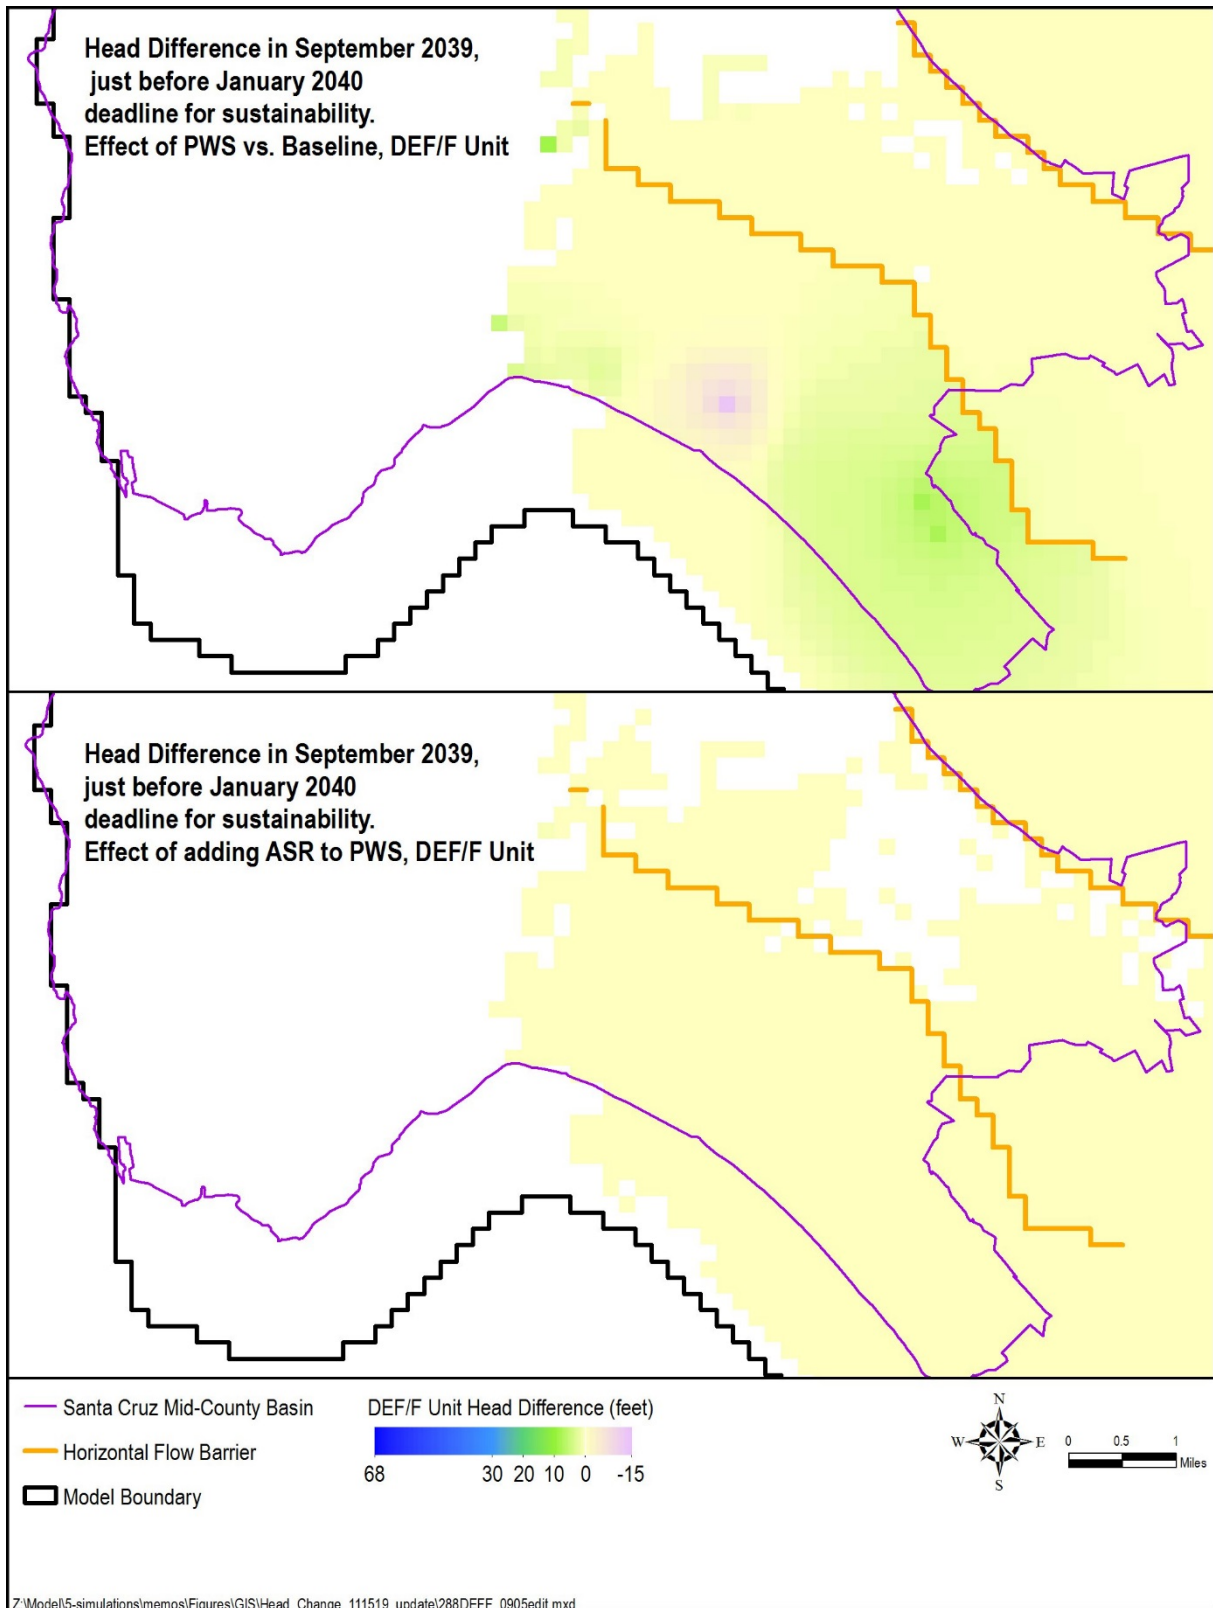 Head Difference in September 2039,
just before January 2040
deadline for sustainability.
Effect of PWS vs. Baseline, DEF/F Unit
Head Difference in September 2039,
just before January 2040
deadline for sustainability.
Effect of adding ASR to PWS, DEF/F Unit
Santa Cruz Mid-County Basin
Horizontal Flow Barrier
Model Boundary
DEF/F Unit Head Difference (feet)
68 30 20 10 0 -15
N
W E
S
0 0.5 1
Miles
Z:\Model\5-simulations\memos\Figures\GIS\Head_Change_111519_update\288DEFF_0905edit.mxd